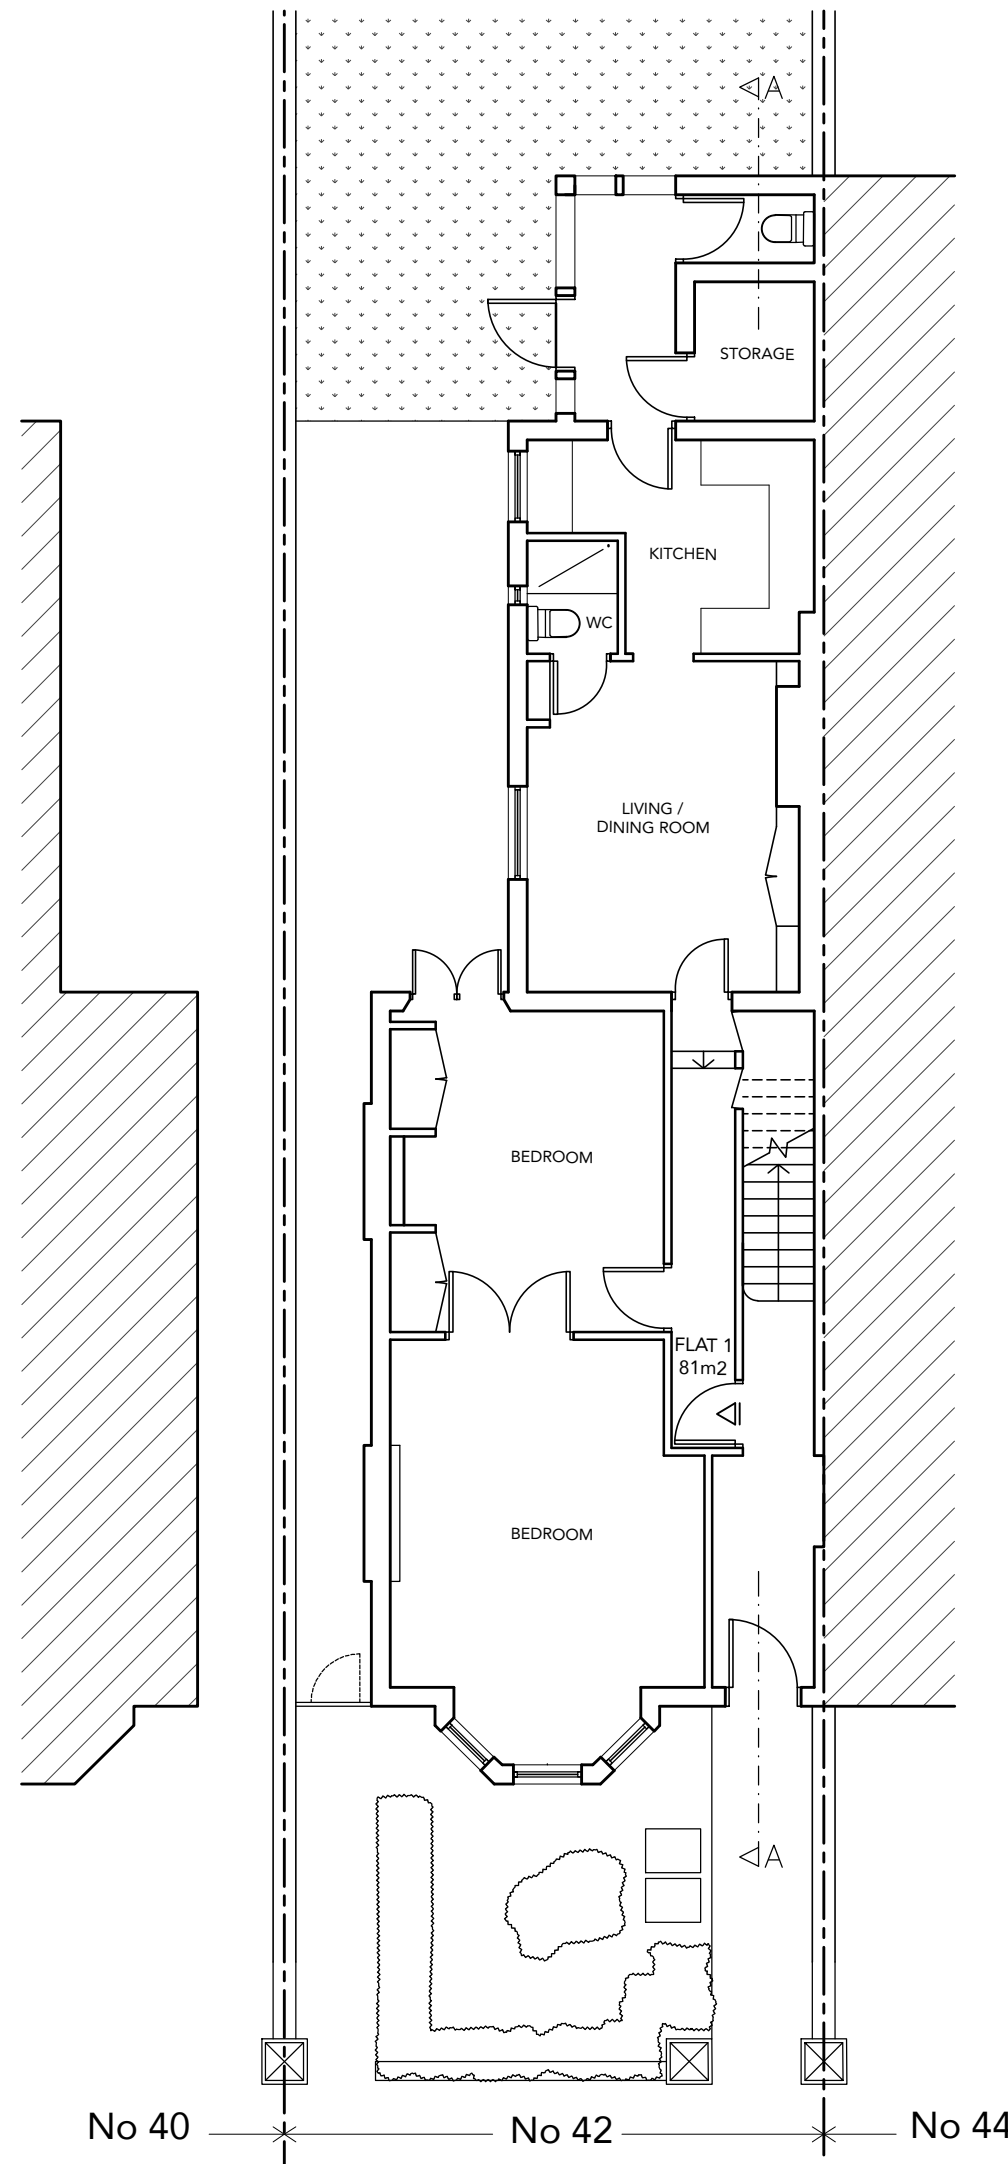 A
STORAGE
KITCHEN
WC
LIVING /
DINING ROOM
BEDROOM
FLAT 1
81m2
BEDROOM
A
No 40
No 42
No 44